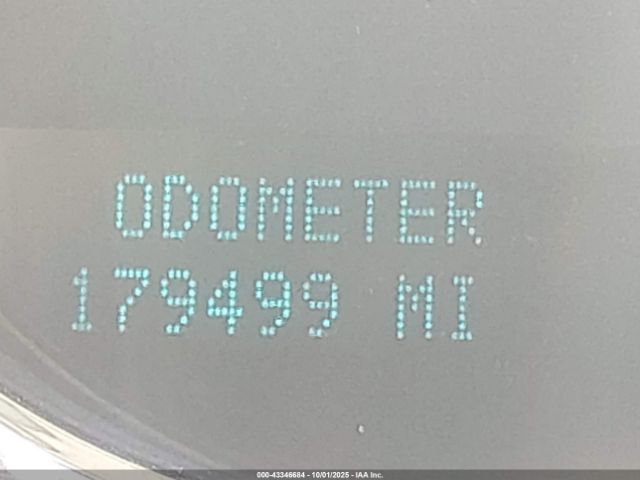 ODOMETER
179499 MI
000-43346684 - 10/01/2025 - IAA Inc.